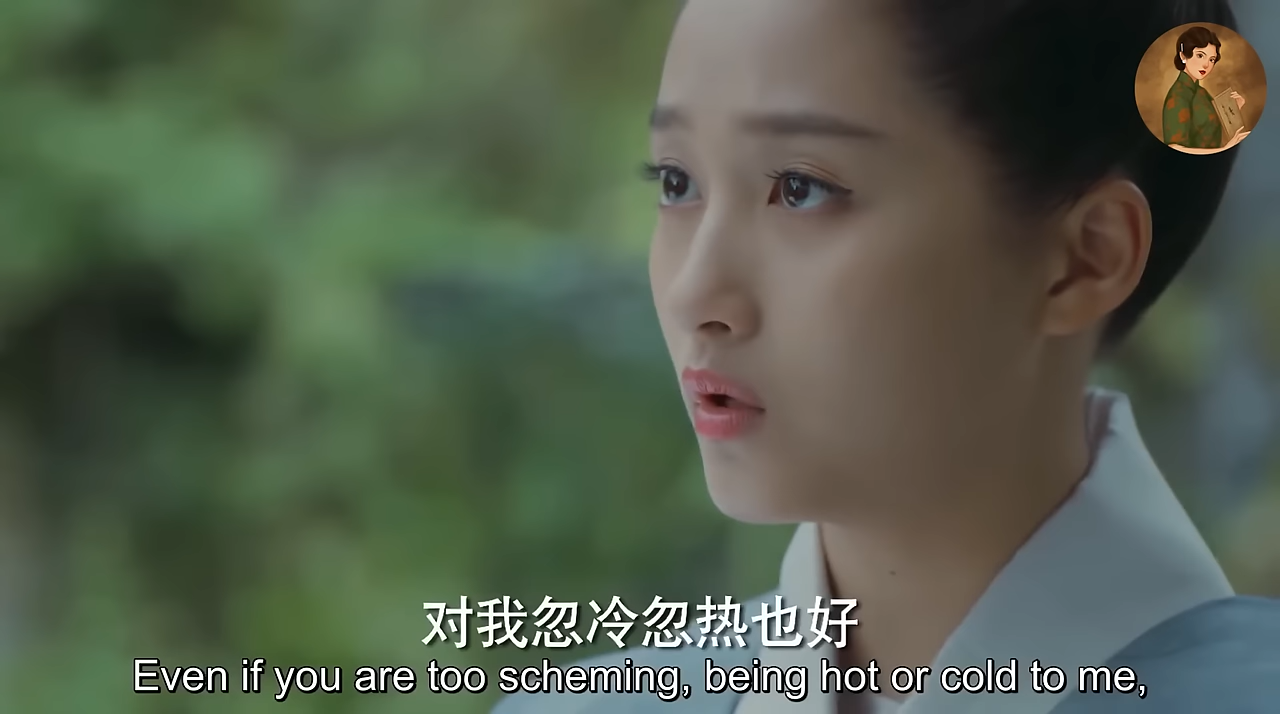 对我忽冷忽热也好
Even if you are too scheming, being hot or cold to me,